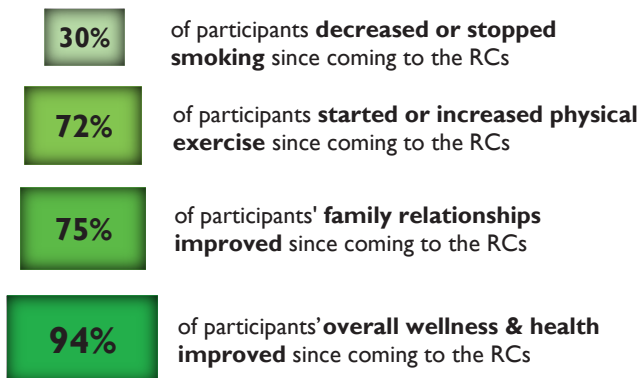 30%
of participants decreased or stopped
smoking since coming to the RCs
72%
of participants started or increased physical
exercise since coming to the RCs
75%
of participants' family relationships
improved since coming to the RCs
94%
of participants’ overall wellness & health
improved since coming to the RCs